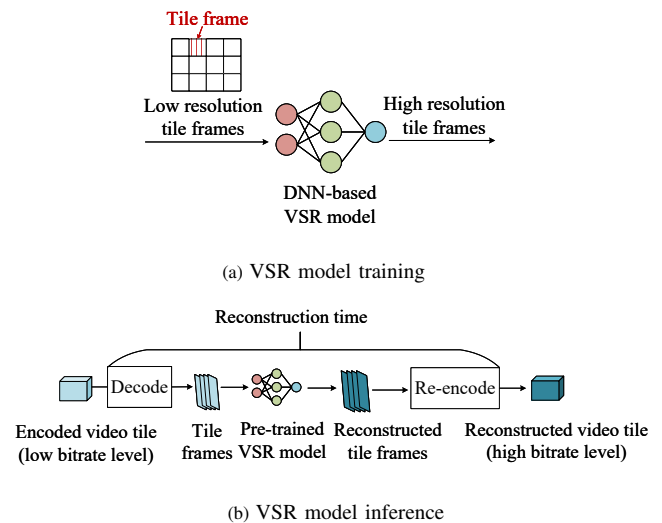 Tile frame
Low resolution
tile frames
High resolution
tile frames
DNN-based
VSR model
(a) VSR model training
Reconstruction time
Decode
Re-encode
Encoded video tile
(low bitrate level)
Tile
frames
Pre-trained
VSR model
Reconstructed
tile frames
Reconstructed video tile
(high bitrate level)
(b) VSR model inference